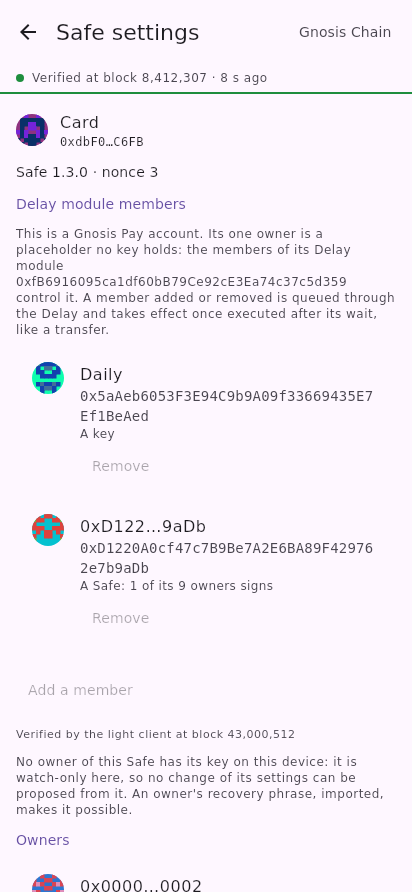 Safe settings
Gnosis Chain
Verified at block 8,412,307 · 8 s ago
Card
0xdbF0…C6FB
Safe 1.3.0 · nonce 3
Delay module members
This is a Gnosis Pay account. Its one owner is a
placeholder no key holds: the members of its Delay
module
0xfB6916095ca1df60bB79Ce92cE3Ea74c37c5d359
control it. A member added or removed is queued through
the Delay and takes effect once executed after its wait,
like a transfer.
Daily
0x5aAeb6053F3E94C9b9A09f33669435E7
Ef1BeAed
A key
Remove
0xD122…9aDb
0xD1220A0cf47c7B9Be7A2E6BA89F42976
2e7b9aDb
A Safe: 1 of its 9 owners signs
Remove
Add a member
Verified by the light client at block 43,000,512
No owner of this Safe has its key on this device: it is
watch-only here, so no change of its settings can be
proposed from it. An owner's recovery phrase, imported,
makes it possible.
Owners
0x0000…0002